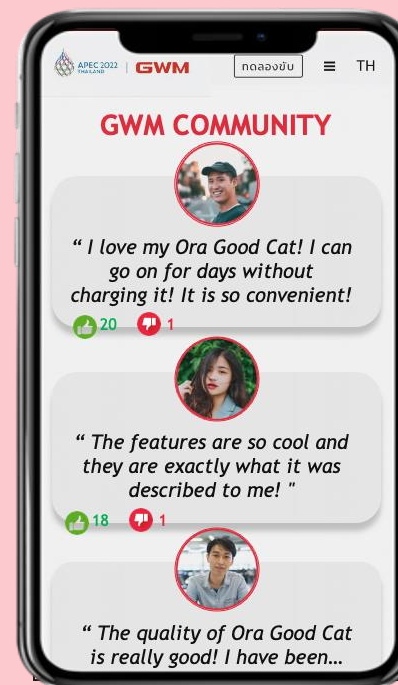 APEC 2022
THAILAND
GWM
ทดลองขับ
TH
GWM COMMUNITY
“ I love my Ora Good Cat! I can
go on for days without
charging it! It is so convenient!
20
1
“ The features are so cool and
they are exactly what it was
described to me! "
18
1
“ The quality of Ora Good Cat
is really good! I have been…